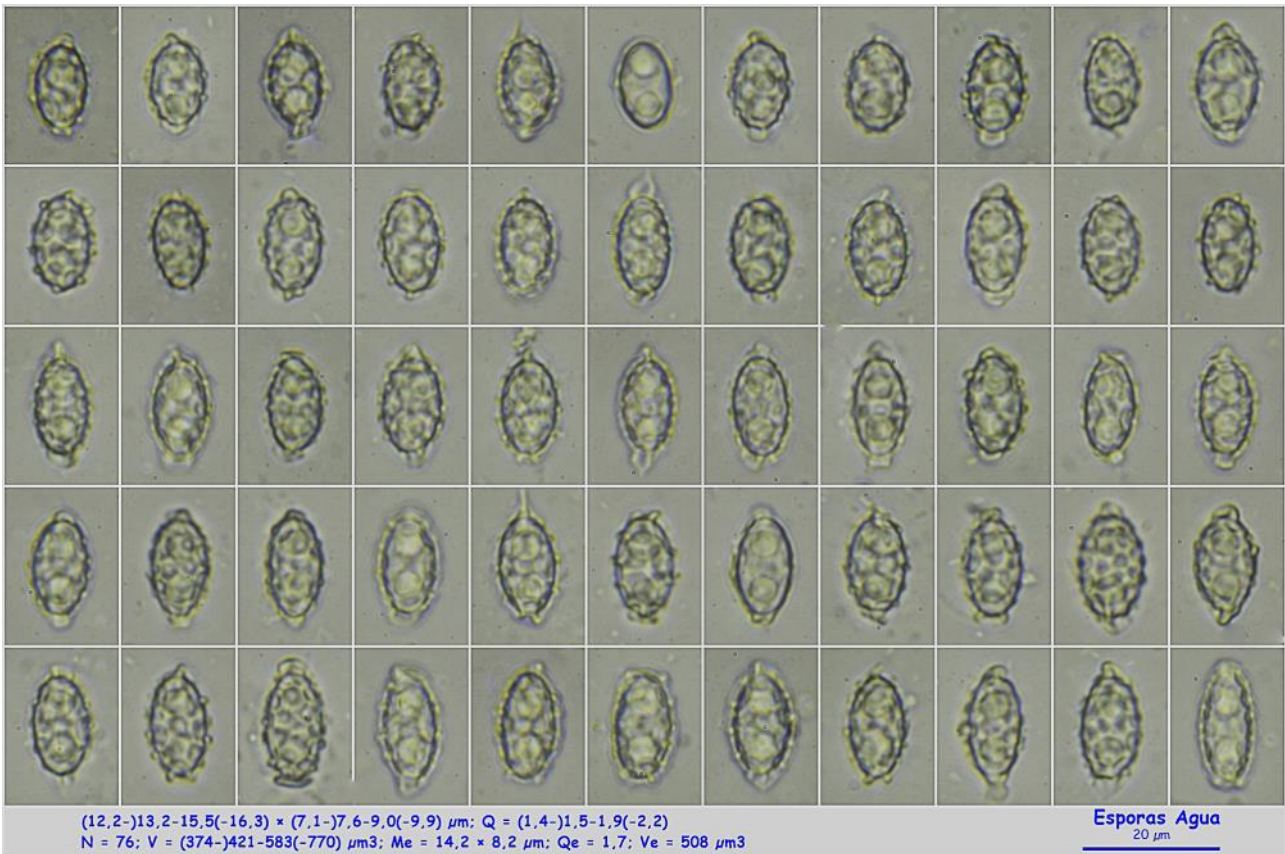 (12,2-)13,2-15,5(-16,3) × (7,1-)7,6-9,0(-9,9) µm; Q = (1,4-)1,5-1,9(-2,2)
N = 76; V = (374-)421-583(-770) µm3; Me = 14,2 × 8,2 µm; Qe = 1,7; Ve = 508 µm3
Esporas Agua
20 µm